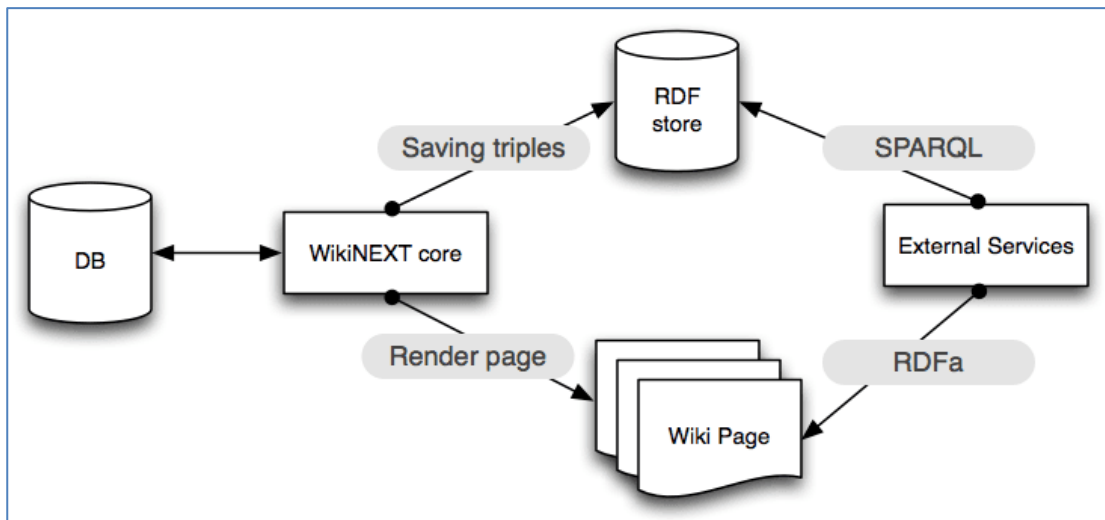 RDF
store
Saving triples
SPARQL
DB
WikiNEXT core
External Services
Render page
RDFa
Wiki Page